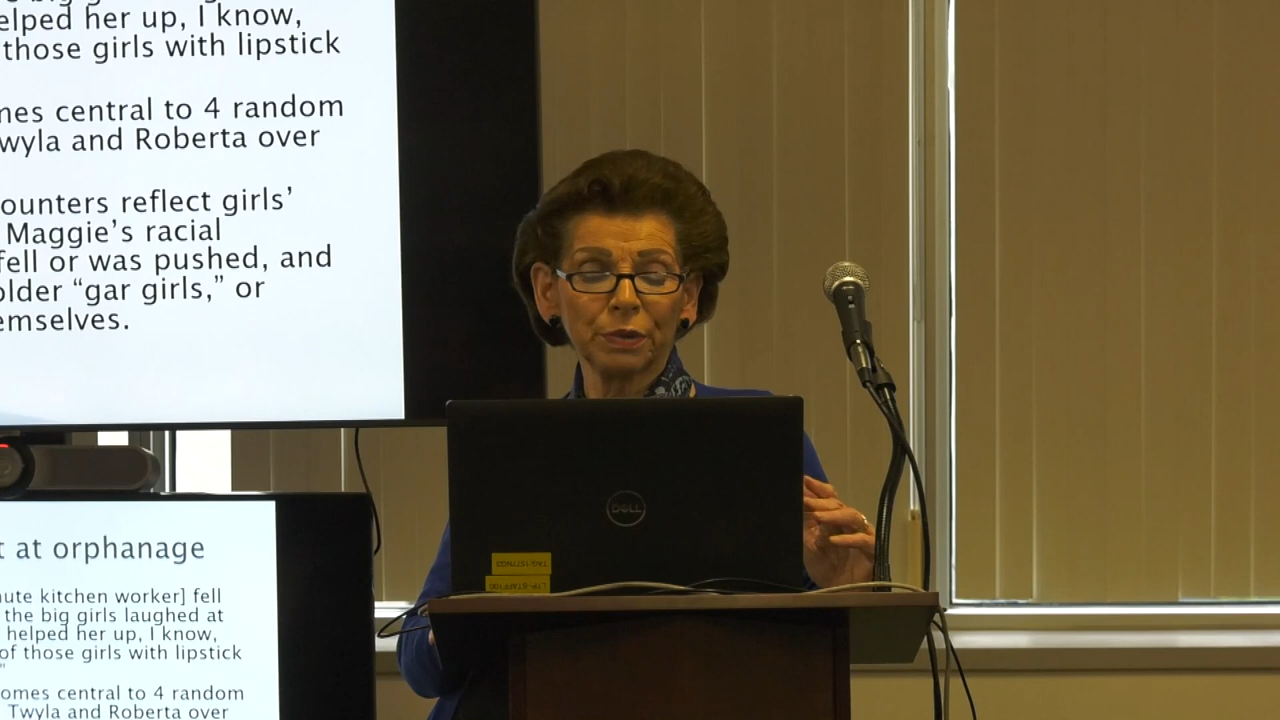 elped her up, I know,
those girls with lipstick
mes central to 4 random
wyla and Roberta over
ounters reflect girls’
Maggie’s racial
fell or was pushed, and
older “gar girls,” or
emselves.
t at orphanage
ute kitchen worker] fell
the big girls laughed at
helped her up, I know,
of those girls with lipstick
”
omes central to 4 random
Twyla and Roberta over
DELL